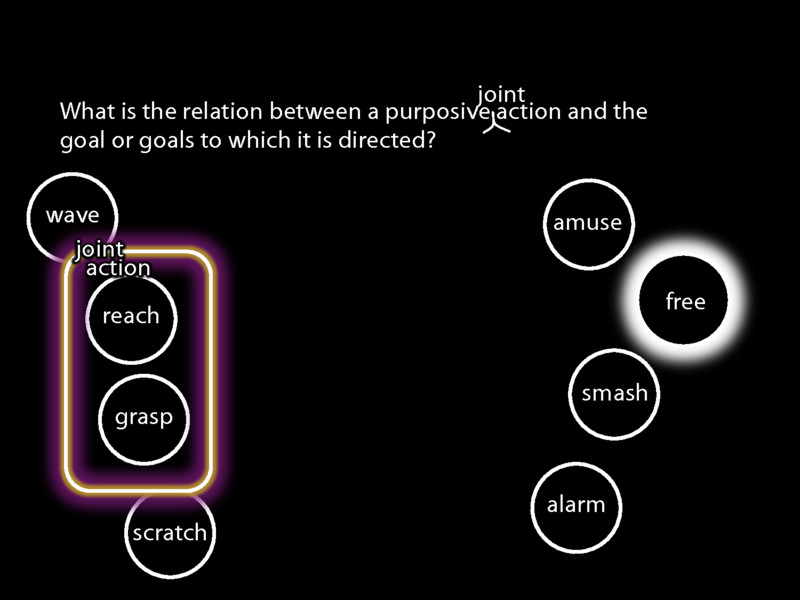 joint
What is the relation between a purposive action and the
goal or goals to which it is directed?
wave
amuse
joint
action
free
reach
smash
grasp
alarm
scratch